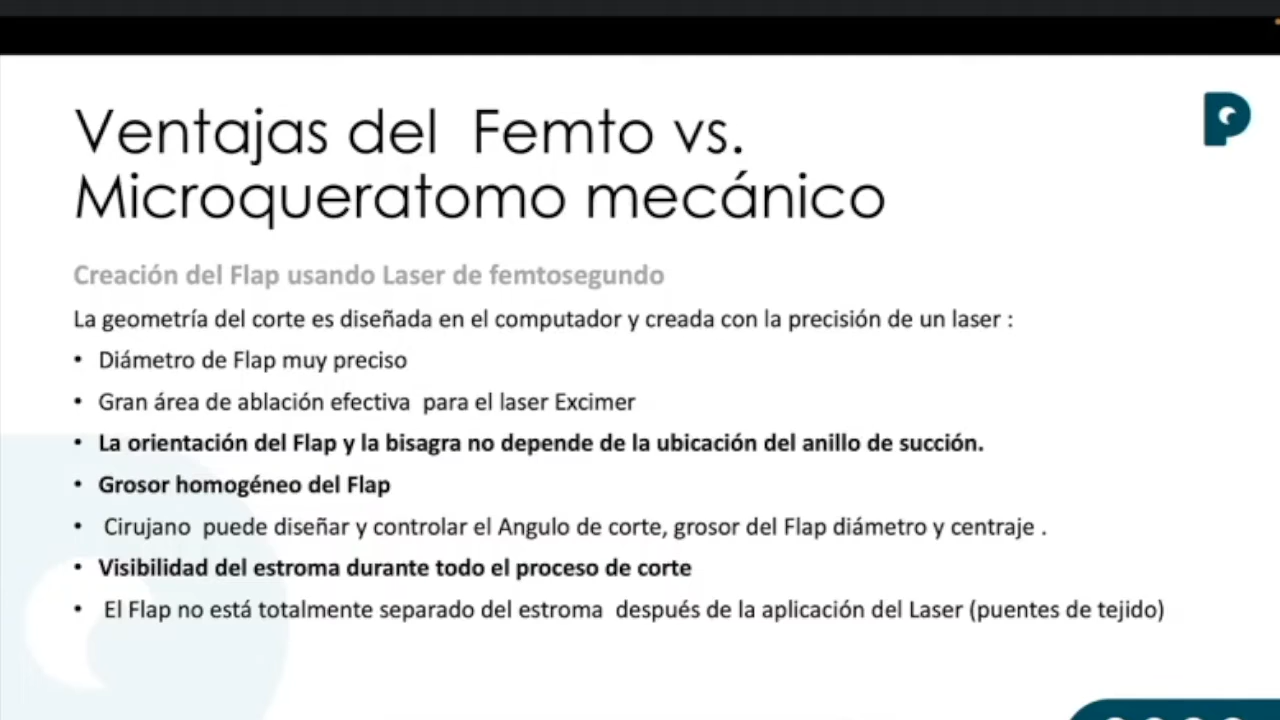 Ventajas del Femto vs.
Microqueratomo mecánico
P
Creación del Flap usando Laser de femtosegundo
La geometría del corte es diseñada en el computador y creada con la precisión de un laser :
• Diámetro de Flap muy preciso
• Gran área de ablación efectiva para el laser Excimer
• La orientación del Flap y la bisagra no depende de la ubicación del anillo de succión.
• Grosor homogéneo del Flap
• Cirujano puede diseñar y controlar el Angulo de corte, grosor del Flap diámetro y centraje .
• Visibilidad del estroma durante todo el proceso de corte
• El Flap no está totalmente separado del estroma después de la aplicación del Laser (puentes de tejido)